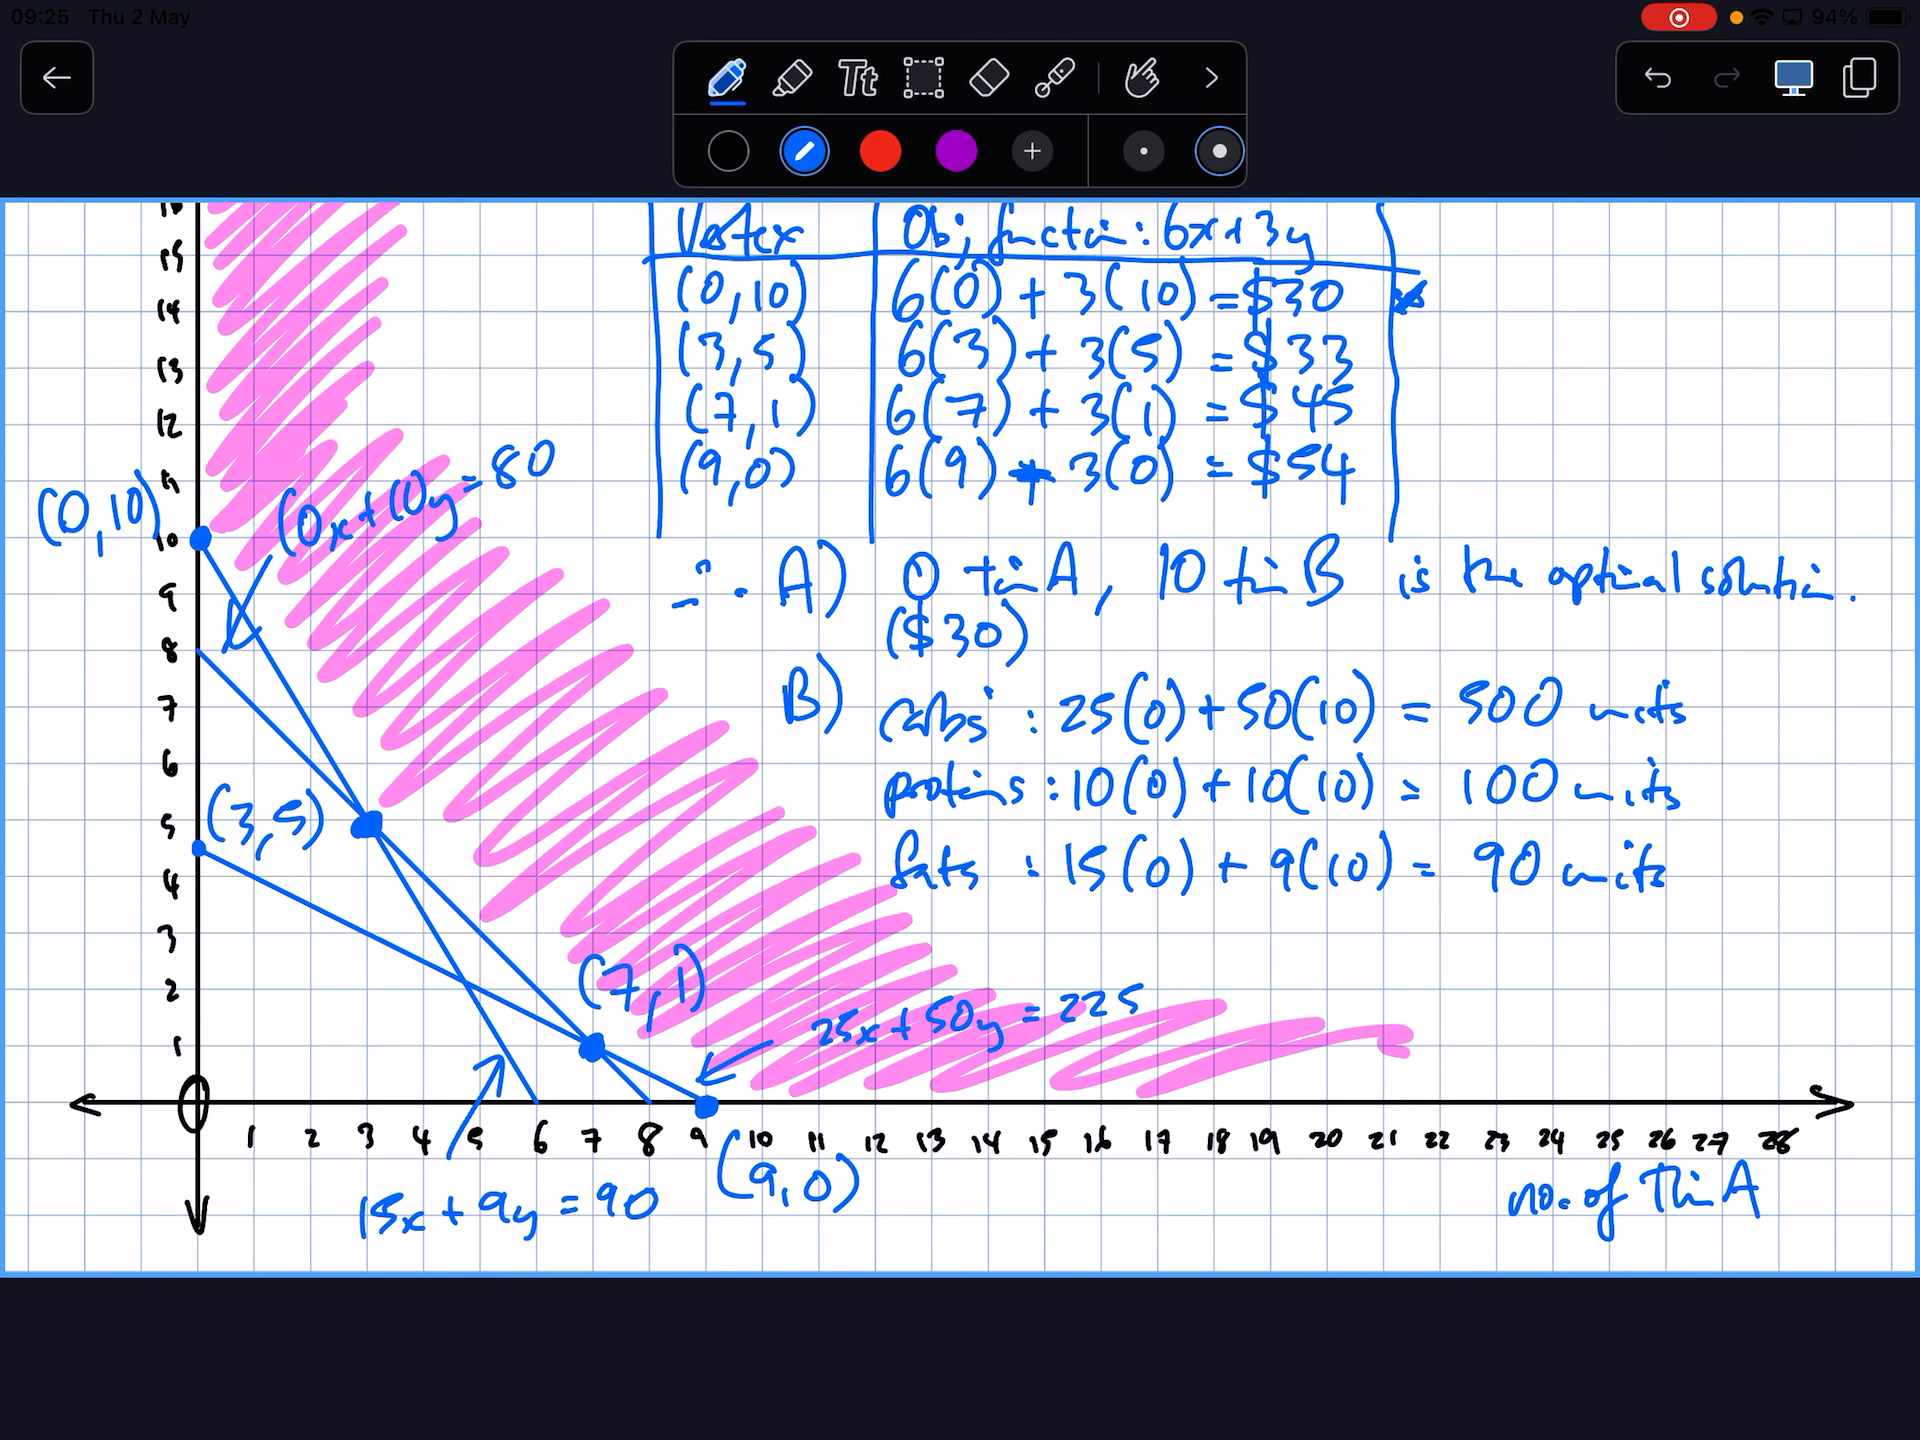 09:25 Thu 2 May
94%
Tt
Vertex Obj function: 6x+3y
(0,10) 6(0) + 3(10) = $30
(3,5) 6(3) + 3(5) = $33
(7,1) 6(7) + 3(1) = $45
(9,0) 6(9) + 3(0) = $54
∴ A) 0 tin A, 10 tin B is the optimal solution.
($30)
B) carbs : 25(0) + 50(10) = 500 units
proteins : 10(0) + 10(10) = 100 units
fats : 15(0) + 9(10) = 90 units
16
15
14
13
12
11
10
9
8
7
6
5
4
3
2
1
0
(0,10)
10x + 10y = 80
(3,5)
(7,1)
25x + 50y = 225
1 2 3 4 5 6 7 8 9 10 11 12 13 14 15 16 17 18 19 20 21 22 23 24 25 26 27 28
(9,0)
15x + 9y = 90
no. of tin A